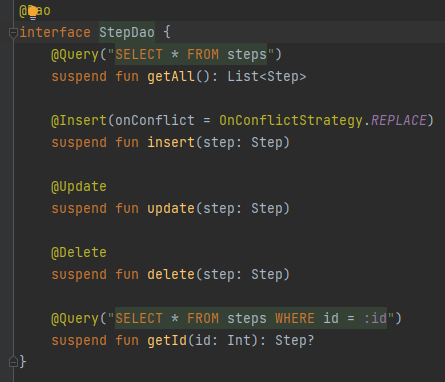 @Dao
interface StepDao {
@Query("SELECT * FROM steps")
suspend fun getAll(): List<Step>
@Insert(onConflict = OnConflictStrategy.REPLACE)
suspend fun insert(step: Step)
@Update
suspend fun update(step: Step)
@Delete
suspend fun delete(step: Step)
@Query("SELECT * FROM steps WHERE id = :id")
suspend fun getId(id: Int): Step?
}